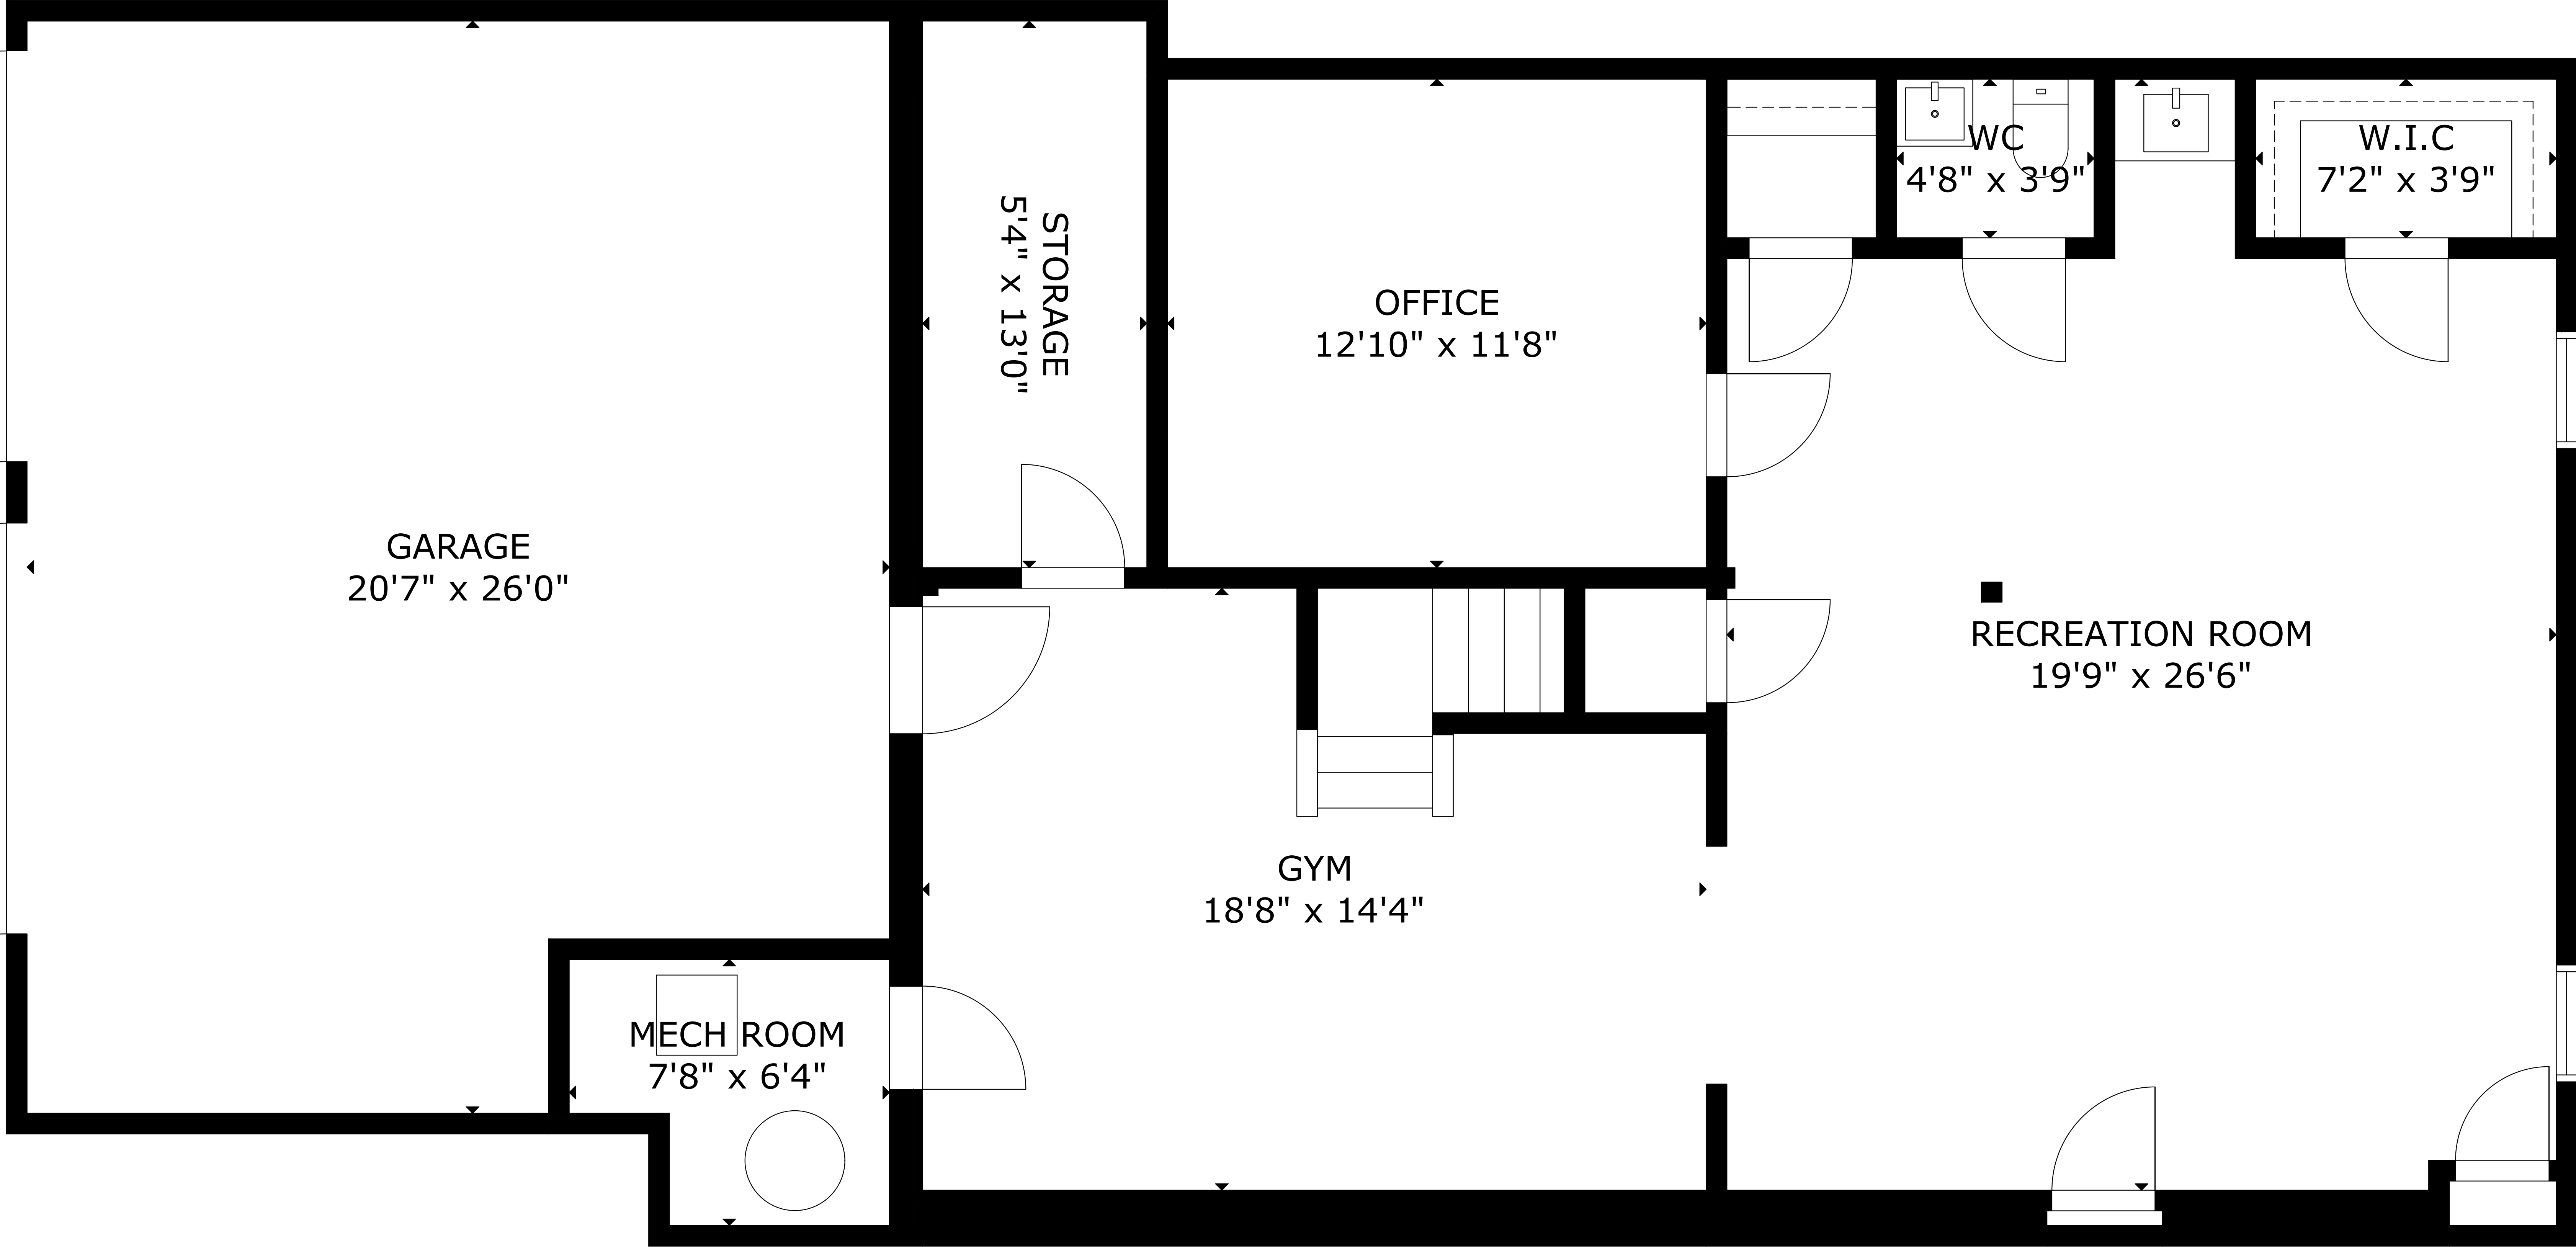 WC
4'8" x 3'9"
W.I.C
7'2" x 3'9"
STORAGE
5'4" x 13'0"
OFFICE
12'10" x 11'8"
GARAGE
20'7" x 26'0"
RECREATION ROOM
19'9" x 26'6"
GYM
18'8" x 14'4"
MECH ROOM
7'8" x 6'4"